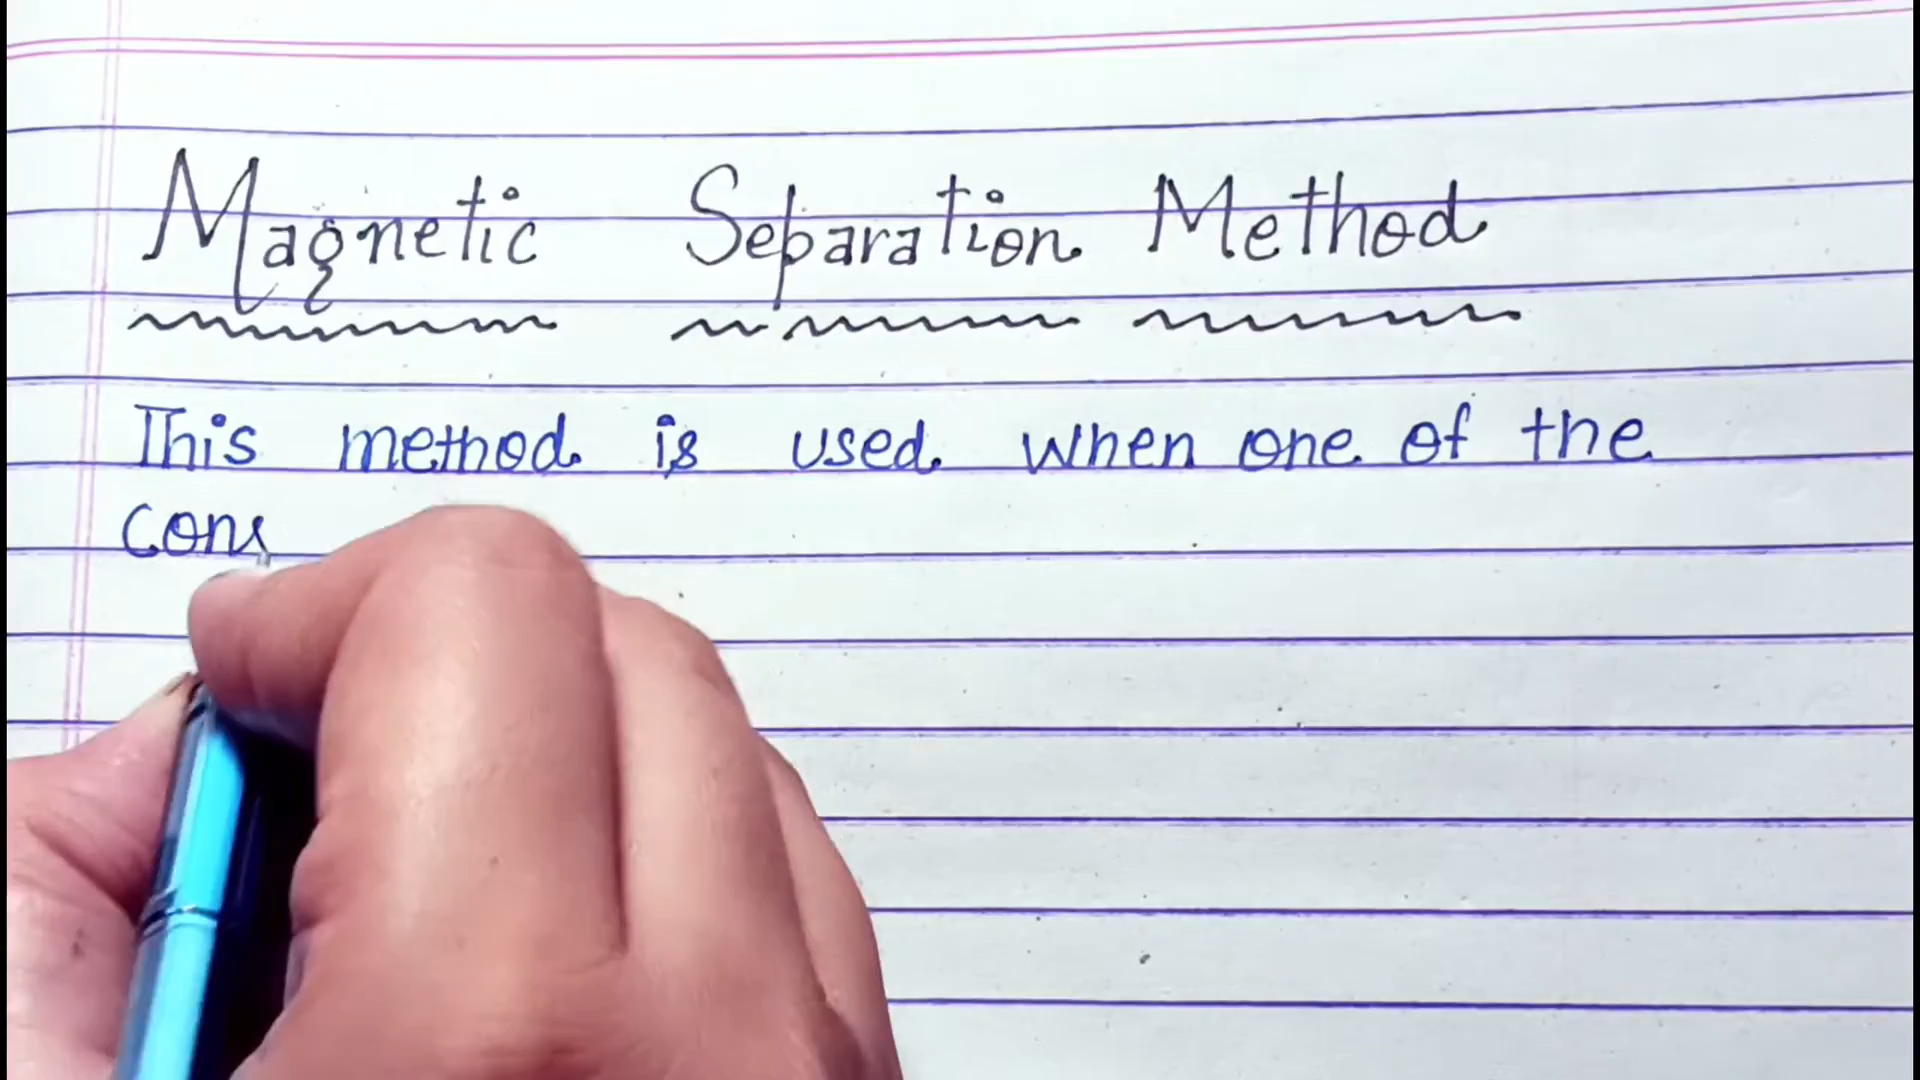 Magnetic Separation Method
This method is used when one of the
cons